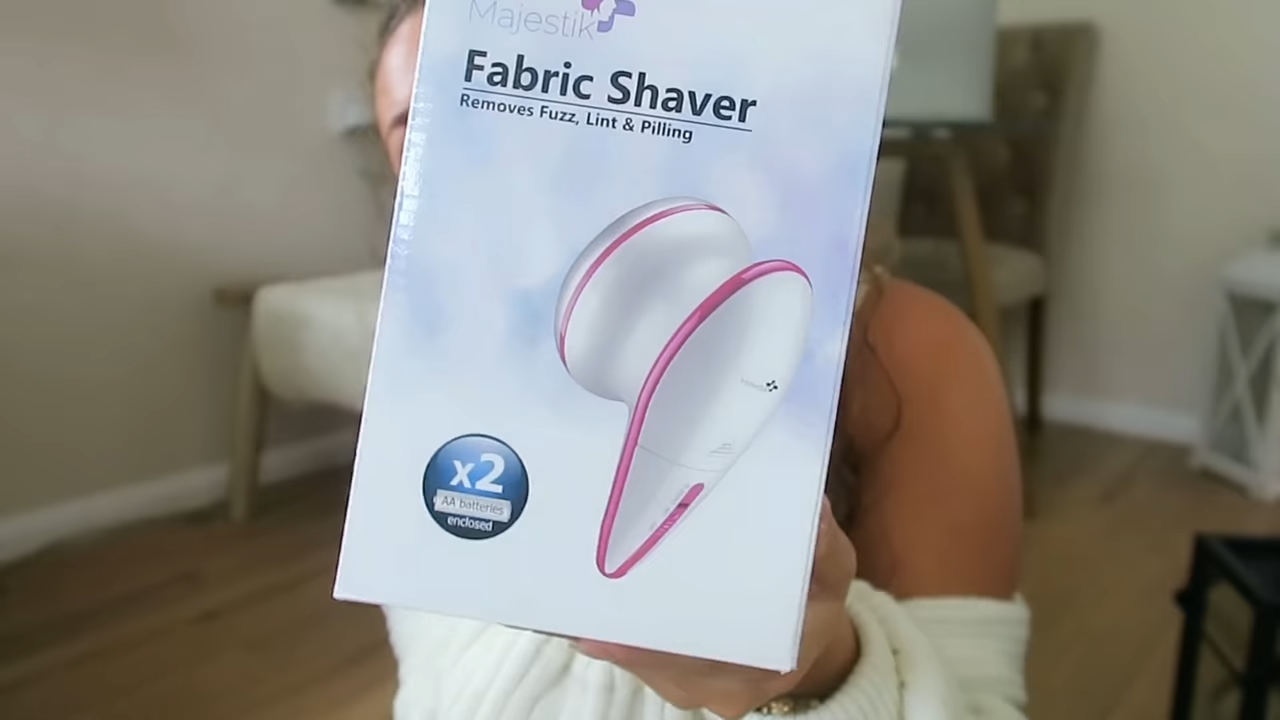 Majestik
Fabric Shaver
Removes Fuzz, Lint & Pilling
x2
AA batteries
enclosed